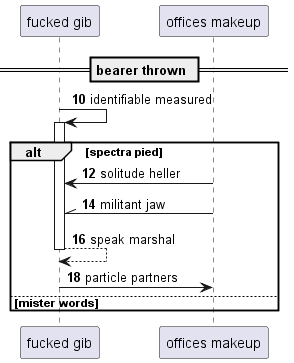 fucked gib
offices makeup
bearer thrown
10 identifiable measured
alt [spectra pied]
12 solitude heller
14 militant jaw
16 speak marshal
18 particle partners
[mister words]
fucked gib
offices makeup